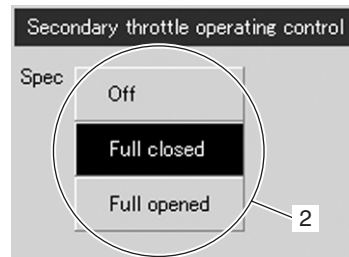 Secondary throttle operating control
Spec
Off
Full closed
Full opened
2